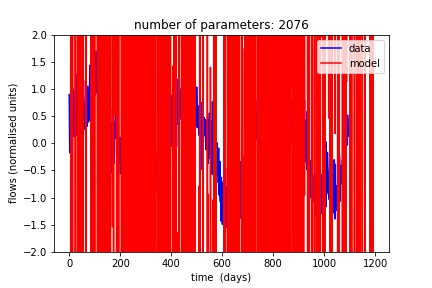 number of parameters: 2076
data
model
2.0
1.5
1.0
0.5
0.0
−0.5
−1.0
−1.5
−2.0
flows (normalised units)
0 200 400 600 800 1000 1200
time (days)